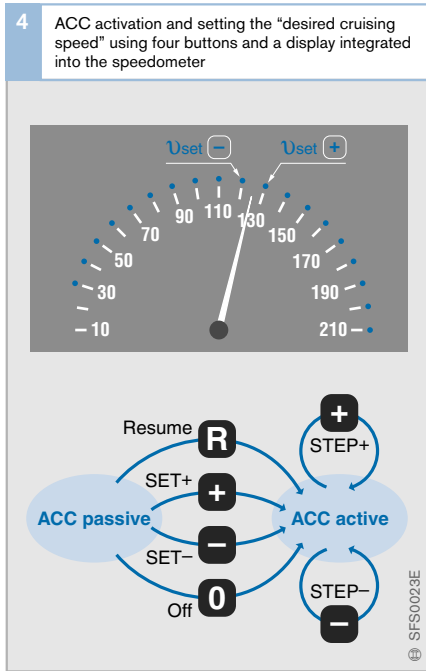 4
ACC activation and setting the “desired cruising
speed” using four buttons and a display integrated
into the speedometer
υset − υset +
10
30
50
70
90
110
130
150
170
190
210
Resume R
SET+ +
ACC passive
SET− −
Off 0
+
STEP+
ACC active
STEP−
−
SFS0023E